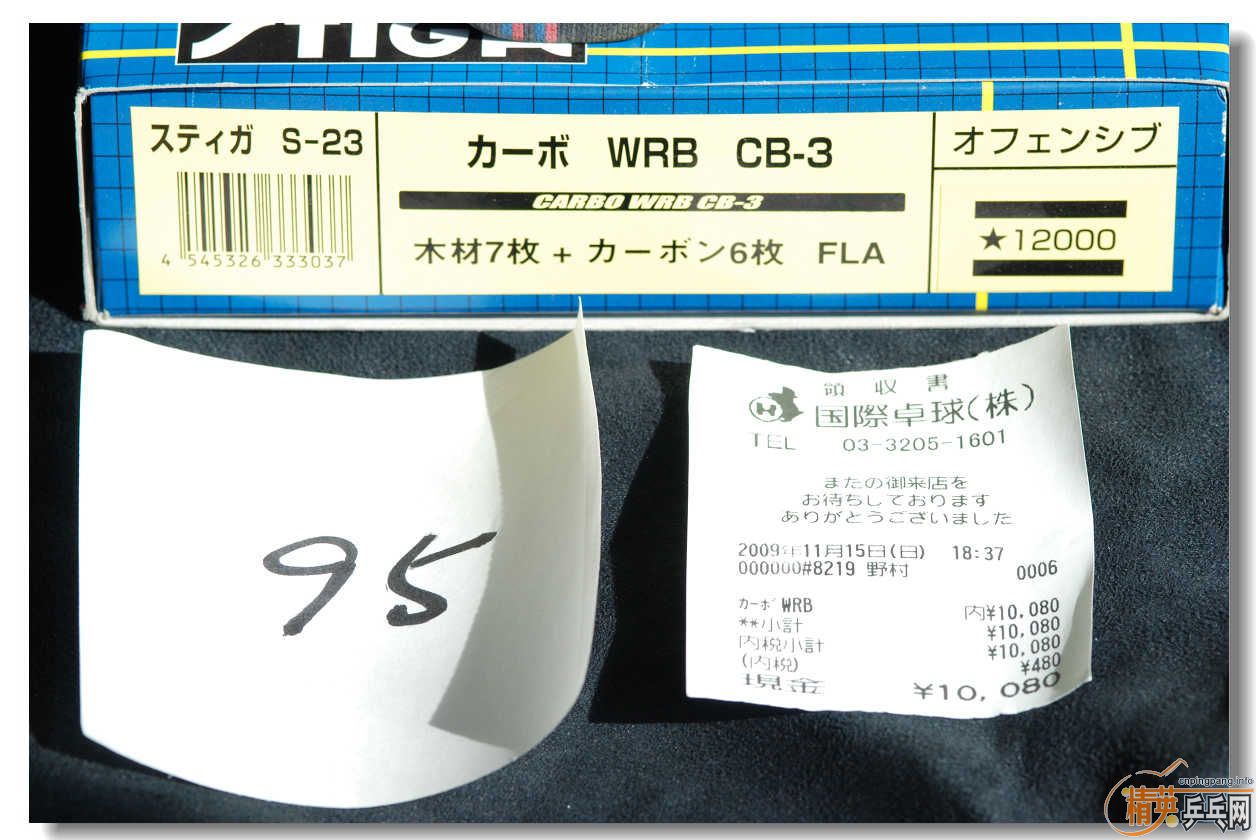 スティガ S-23
4 545326 333037
カーボ WRB CB-3
CARBO WRB CB-3
木材7枚 + カーボン6枚 FLA
オフェンシブ
★12000
95
領収書
H 国際卓球(株)
TEL 03-3205-1601
またの御来店を
お待ちしております
ありがとうございました
2009年11月15日(日) 18:37
000000#8219 野村 0006
カーボ WRB 内¥10,080
**小計 ¥10,080
内税小計 ¥10,080
(内税) ¥480
現金 ¥10,080
cnpingpang.info
精英乒乓网